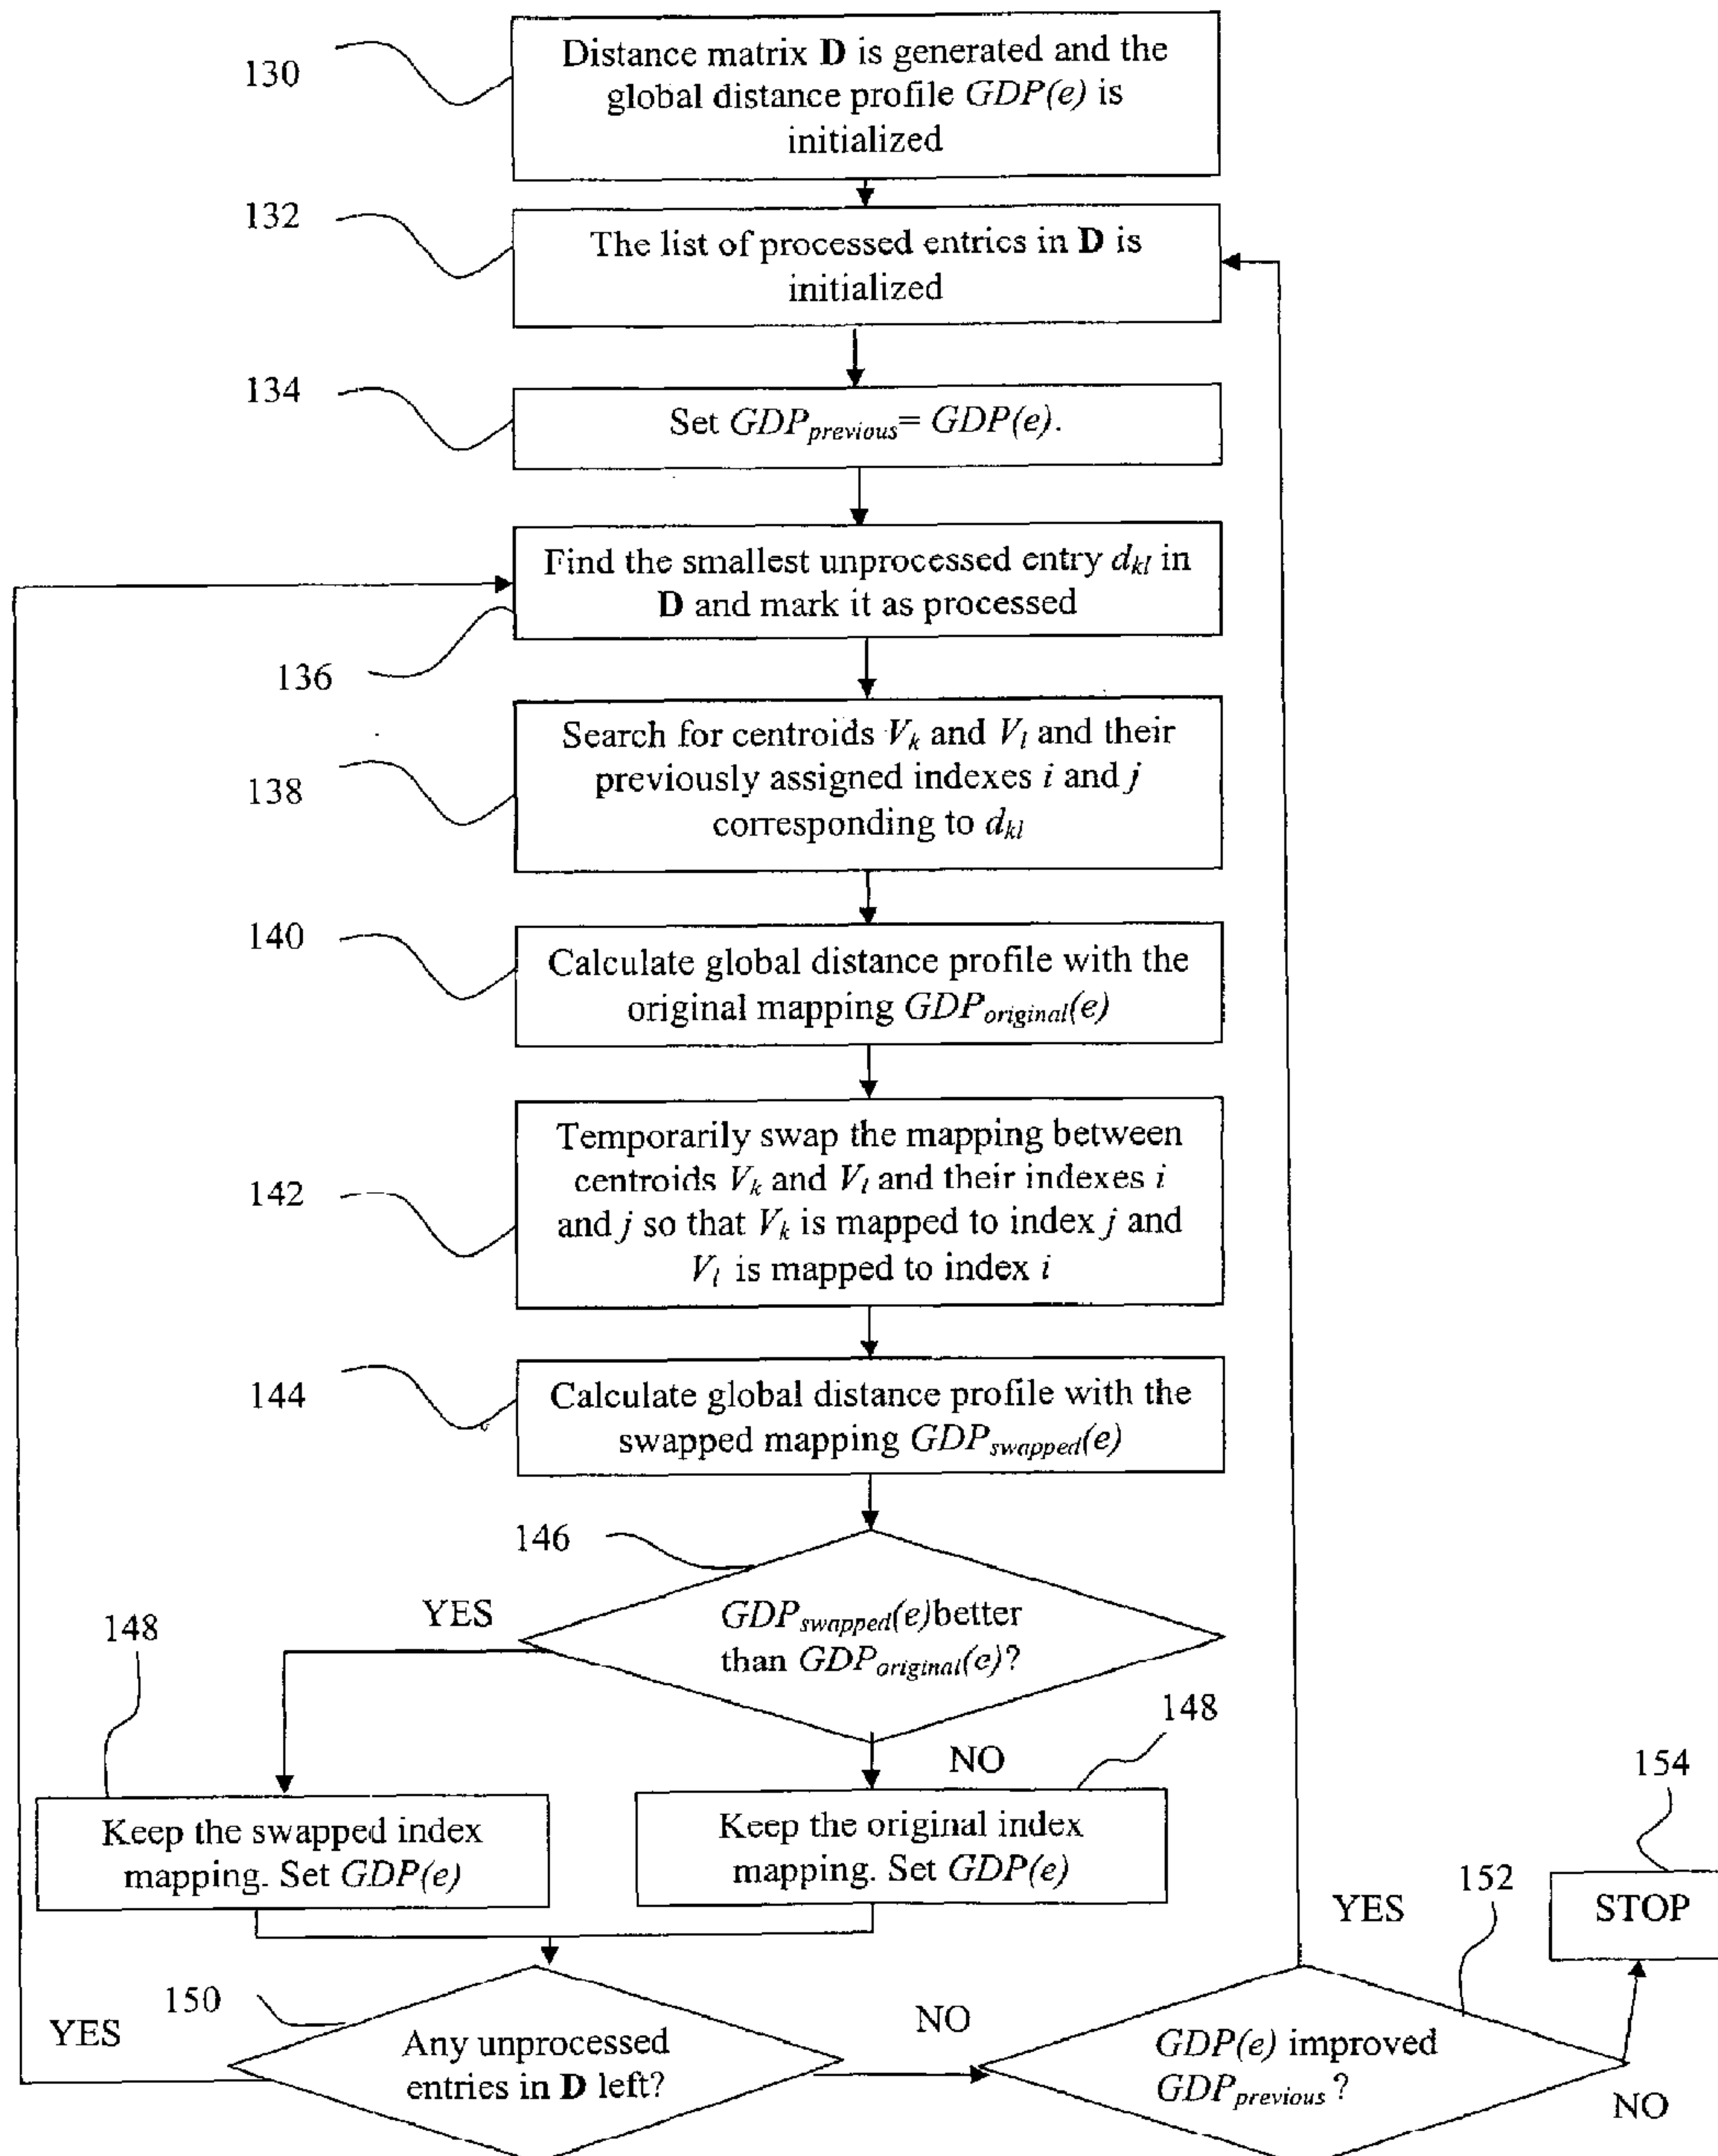 130
Distance matrix D is generated and the
global distance profile GDP(e) is
initialized
132
The list of processed entries in D is
initialized
134
Set GDPprevious= GDP(e).
Find the smallest unprocessed entry dkl in
D and mark it as processed
136
Search for centroids Vk and Vl and their
previously assigned indexes i and j
corresponding to dkl
138
140
Calculate global distance profile with the
original mapping GDPoriginal(e)
Temporarily swap the mapping between
centroids Vk and Vl and their indexes i
and j so that Vk is mapped to index j and
Vl is mapped to index i
142
144
Calculate global distance profile with the
swapped mapping GDPswapped(e)
146
YES
GDPswapped(e)better
than GDPoriginal(e)?
148
148
NO
Keep the swapped index
mapping. Set GDP(e)
Keep the original index
mapping. Set GDP(e)
154
STOP
152
YES
150
YES
Any unprocessed
entries in D left?
NO
GDP(e) improved
GDPprevious?
NO